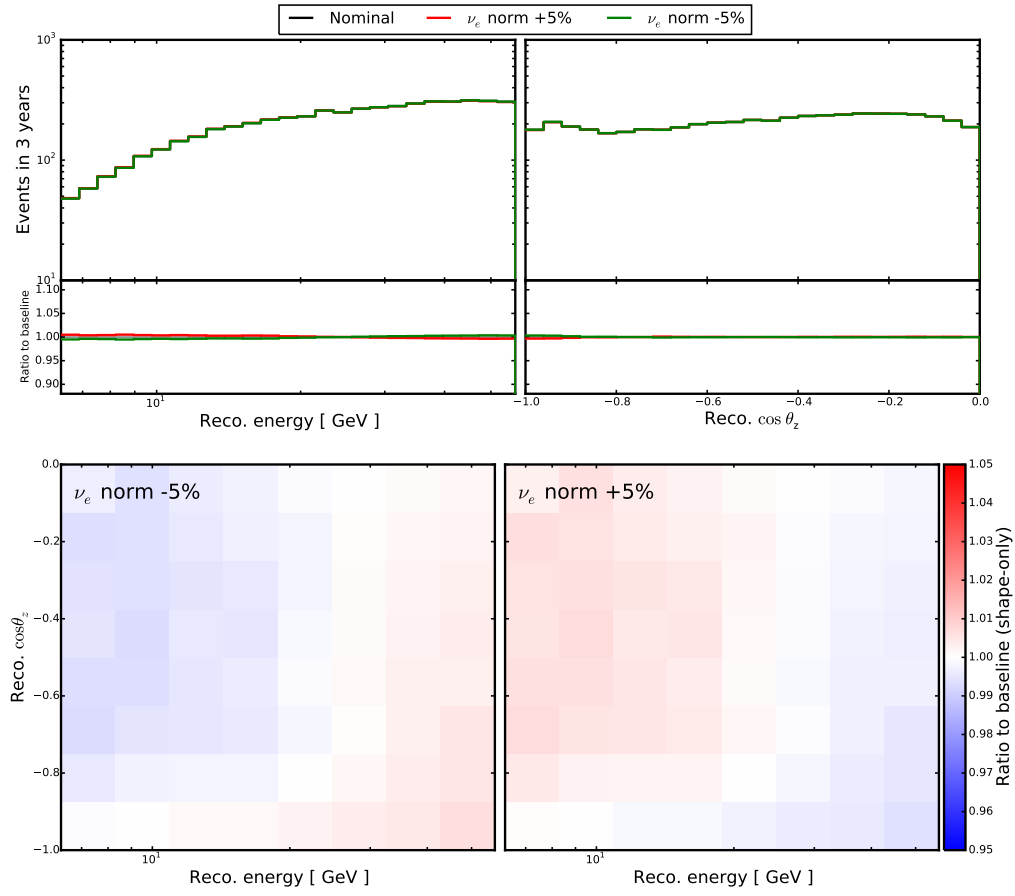 Nominal νₑ norm +5% νₑ norm -5%
Events in 3 years
10³
10²
10¹
Ratio to baseline
1.10
1.05
1.00
0.95
0.90
10¹
Reco. energy [ GeV ]
−1.0 −0.8 −0.6 −0.4 −0.2 0.0
Reco. cos θz
νₑ norm -5%
νₑ norm +5%
Reco. cosθz
0.0
−0.2
−0.4
−0.6
−0.8
−1.0
10¹
Reco. energy [ GeV ]
10¹
Reco. energy [ GeV ]
1.05
1.04
1.03
1.02
1.01
1.00
0.99
0.98
0.97
0.96
0.95
Ratio to baseline (shape-only)